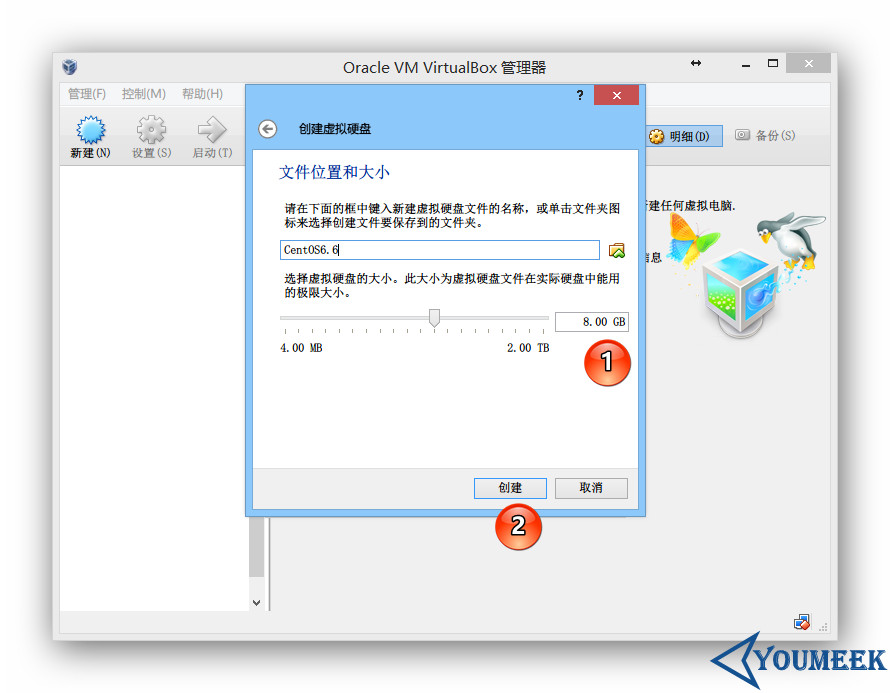 Oracle VM VirtualBox 管理器
管理(F) 控制(M) 帮助(H)
?
创建虚拟硬盘
新建(N) 设置(S) 启动(T)
明细(D) 备份(S)
文件位置和大小
请在下面的框中键入新建虚拟硬盘文件的名称，或单击文件夹图
标来选择创建文件要保存到的文件夹。
建任何虚拟电脑.
CentOS6.6
信息
选择虚拟硬盘的大小。此大小为虚拟硬盘文件在实际硬盘中能用
的极限大小。
8.00 GB
4.00 MB 2.00 TB
1
创建 取消
2
YOUMEEK